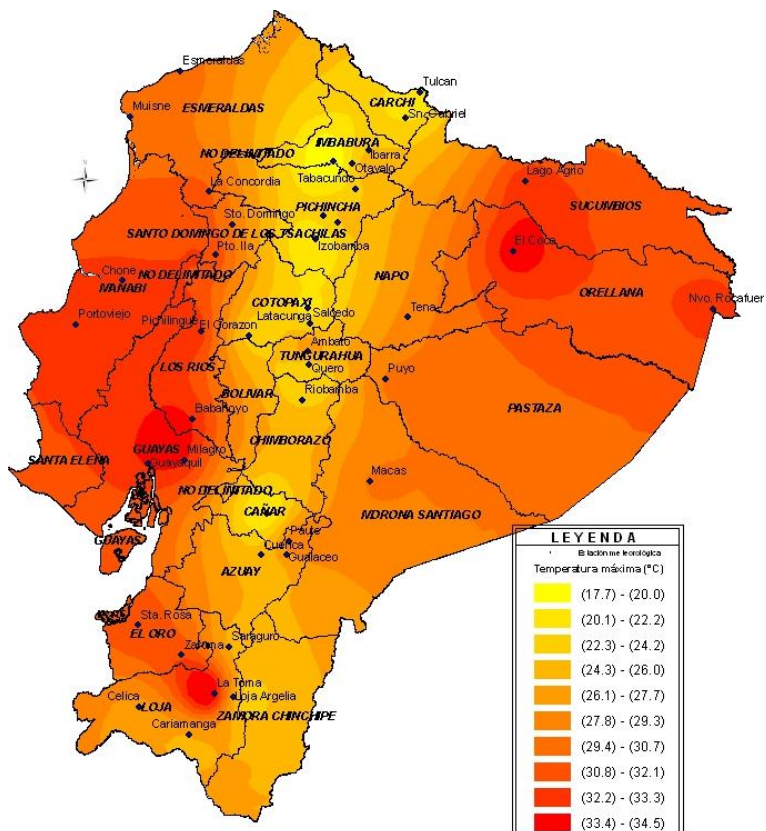 Esmeraldas
Tulcan
CARCHI
Muisne
ESMERALDAS
Sn. Gabriel
IMBABURA
NO DELIMITADO
Ibarra
Otavalo
Tabacundo
Lago Agrio
La Concordia
PICHINCHA
SUCUMBIOS
Sto. Domingo
SANTO DOMINGO DE LOS TSACHILAS
Izobamba
El Coca
Pto. Ila
Chone
NO DELIMITADO
NAPO
MANABI
ORELLANA
COTOPAXI
Nvo. Rocafuer
Latacunga
Salcedo
Portoviejo
Pichilingue
El Corazon
Tena
Ambato
TUNGURAHUA
Quero
LOS RIOS
Puyo
BOLIVAR
Riobamba
PASTAZA
Babahoyo
CHIMBORAZO
GUAYAS
Milagro
SANTA ELENA
Guayaquil
Macas
NO DELIMITADO
CAÑAR
MORONA SANTIAGO
Paute
GUAYAS
Cuenca
Gualaceo
AZUAY
Sta. Rosa
EL ORO
Saraguro
Zaruma
La Toma
Celica
LOJA
Loja Argelia
ZAMORA CHINCHIPE
Cariamanga
LEYENDA
Estación meteorológica
Temperatura máxima (°C)
(17.7) - (20.0)
(20.1) - (22.2)
(22.3) - (24.2)
(24.3) - (26.0)
(26.1) - (27.7)
(27.8) - (29.3)
(29.4) - (30.7)
(30.8) - (32.1)
(32.2) - (33.3)
(33.4) - (34.5)